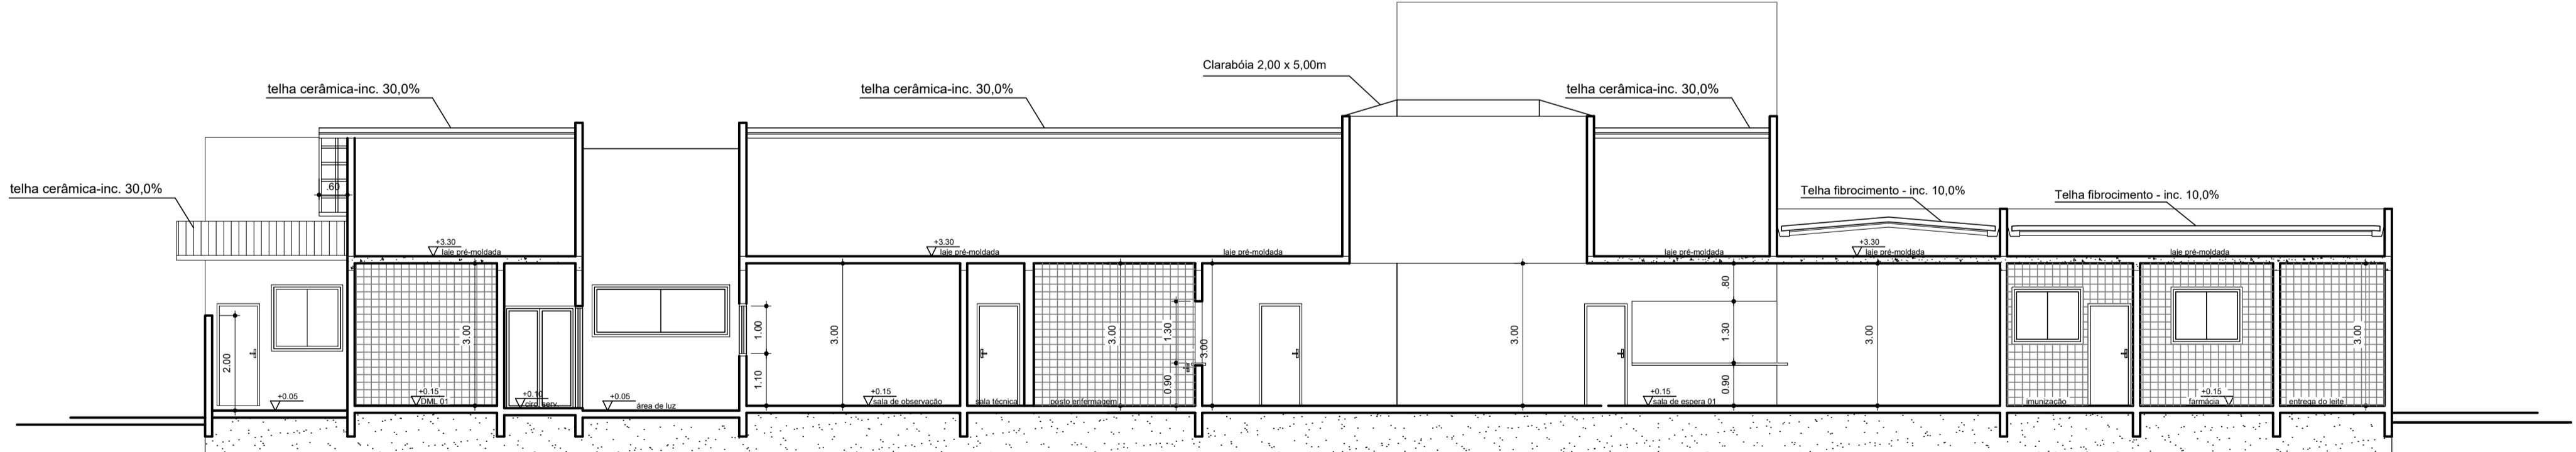 Clarabóia 2,00 x 5,00m
telha cerâmica-inc. 30,0%
telha cerâmica-inc. 30,0%
telha cerâmica-inc. 30,0%
telha cerâmica-inc. 30,0%
.60
Telha fibrocimento - inc. 10,0%
Telha fibrocimento - inc. 10,0%
+3.30
laje pré-moldada
+3.30
laje pré-moldada
laje pré-moldada
laje pré-moldada
+3.30
laje pré-moldada
laje pré-moldada
2.00
3.00
1.00
1.10
3.00
3.00
1.30
0.90
3.00
3.00
.80
1.30
0.90
3.00
3.00
+0.05
+0.15
DML 01
+0.10
circ. serv.
+0.05
área de luz
+0.15
sala de observação
sala técnica
posto enfermagem
+0.15
sala de espera 01
imunização
+0.15
farmácia
entrega do leite